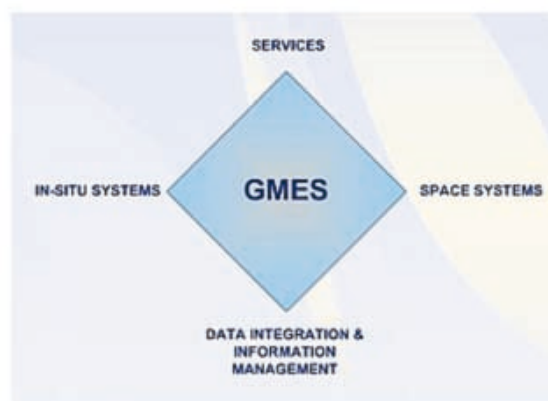 SERVICES
IN-SITU SYSTEMS
GMES
SPACE SYSTEMS
DATA INTEGRATION &
INFORMATION
MANAGEMENT